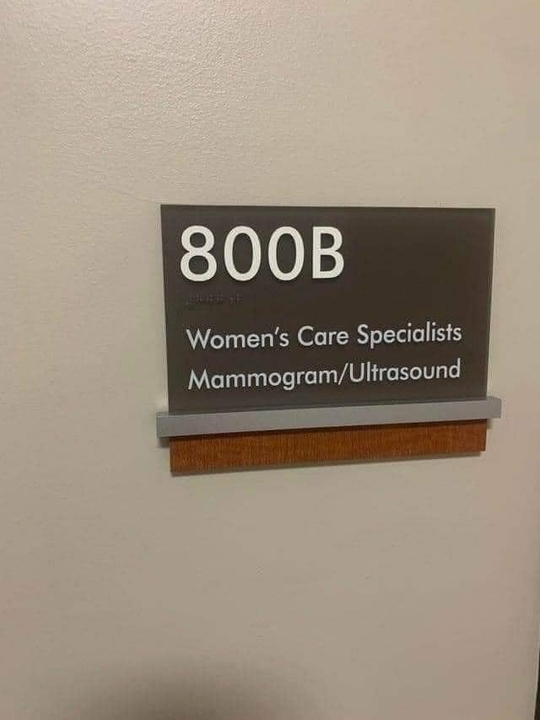 800B
Women's Care Specialists
Mammogram/Ultrasound